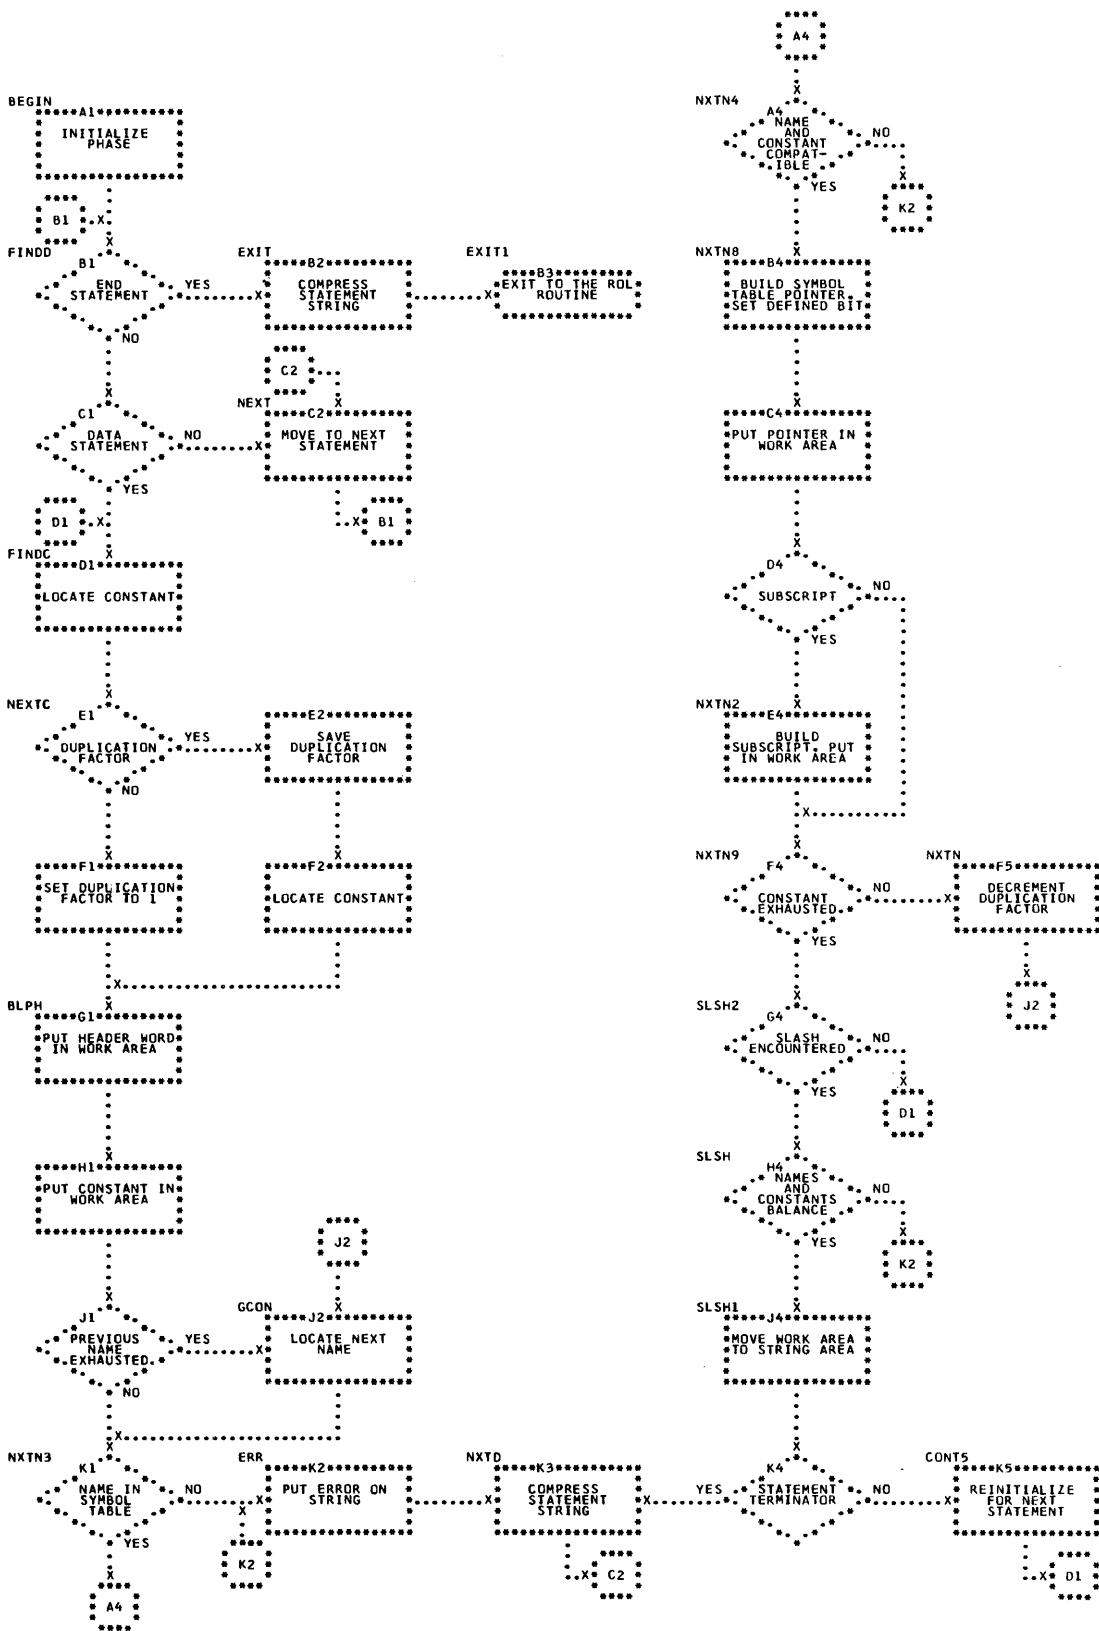 A4
BEGIN
A1
INITIALIZE
PHASE
NXTN4
A4
NAME
AND
CONSTANT
COMPAT-
IBLE
NO
YES
K2
B1
FINDD
B1
END
STATEMENT
YES
NO
EXIT
B2
COMPRESS
STATEMENT
STRING
EXIT1
B3
EXIT TO THE ROL
ROUTINE
NXTN8
B4
BUILD SYMBOL
TABLE POINTER.
SET DEFINED BIT
C2
C1
DATA
STATEMENT
NO
YES
NEXT
C2
MOVE TO NEXT
STATEMENT
C4
PUT POINTER IN
WORK AREA
D1
B1
FINDC
D1
LOCATE CONSTANT
D4
SUBSCRIPT
NO
YES
NEXTC
E1
DUPLICATION
FACTOR
YES
NO
E2
SAVE
DUPLICATION
FACTOR
NXTN2
E4
BUILD
SUBSCRIPT. PUT
IN WORK AREA
F1
SET DUPLICATION
FACTOR TO 1
F2
LOCATE CONSTANT
NXTN9
F4
CONSTANT
EXHAUSTED
NO
YES
NXTN
F5
DECREMENT
DUPLICATION
FACTOR
J2
BLPH
G1
PUT HEADER WORD
IN WORK AREA
SLSH2
G4
SLASH
ENCOUNTERED
NO
YES
D1
H1
PUT CONSTANT IN
WORK AREA
SLSH
H4
NAMES
AND
CONSTANTS
BALANCE
NO
YES
K2
J2
J1
PREVIOUS
NAME
EXHAUSTED
YES
NO
GCON
J2
LOCATE NEXT
NAME
SLSH1
J4
MOVE WORK AREA
TO STRING AREA
NXTN3
K1
NAME IN
SYMBOL
TABLE
NO
YES
ERR
K2
PUT ERROR ON
STRING
NXTD
K3
COMPRESS
STATEMENT
STRING
YES
K4
STATEMENT
TERMINATOR
NO
CONT5
K5
REINITIALIZE
FOR NEXT
STATEMENT
K2
C2
D1
A4